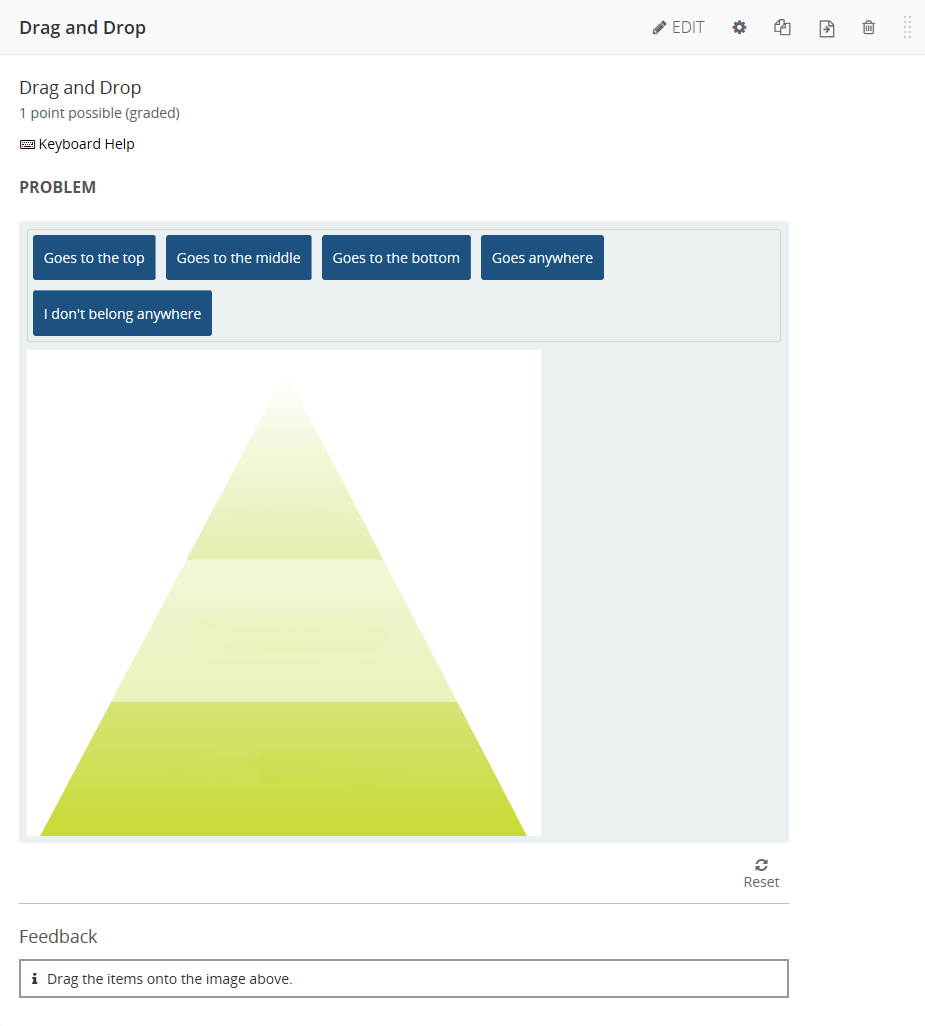 Drag and Drop
EDIT
Drag and Drop
1 point possible (graded)
Keyboard Help
PROBLEM
Goes to the top
Goes to the middle
Goes to the bottom
Goes anywhere
I don't belong anywhere
Reset
Feedback
Drag the items onto the image above.